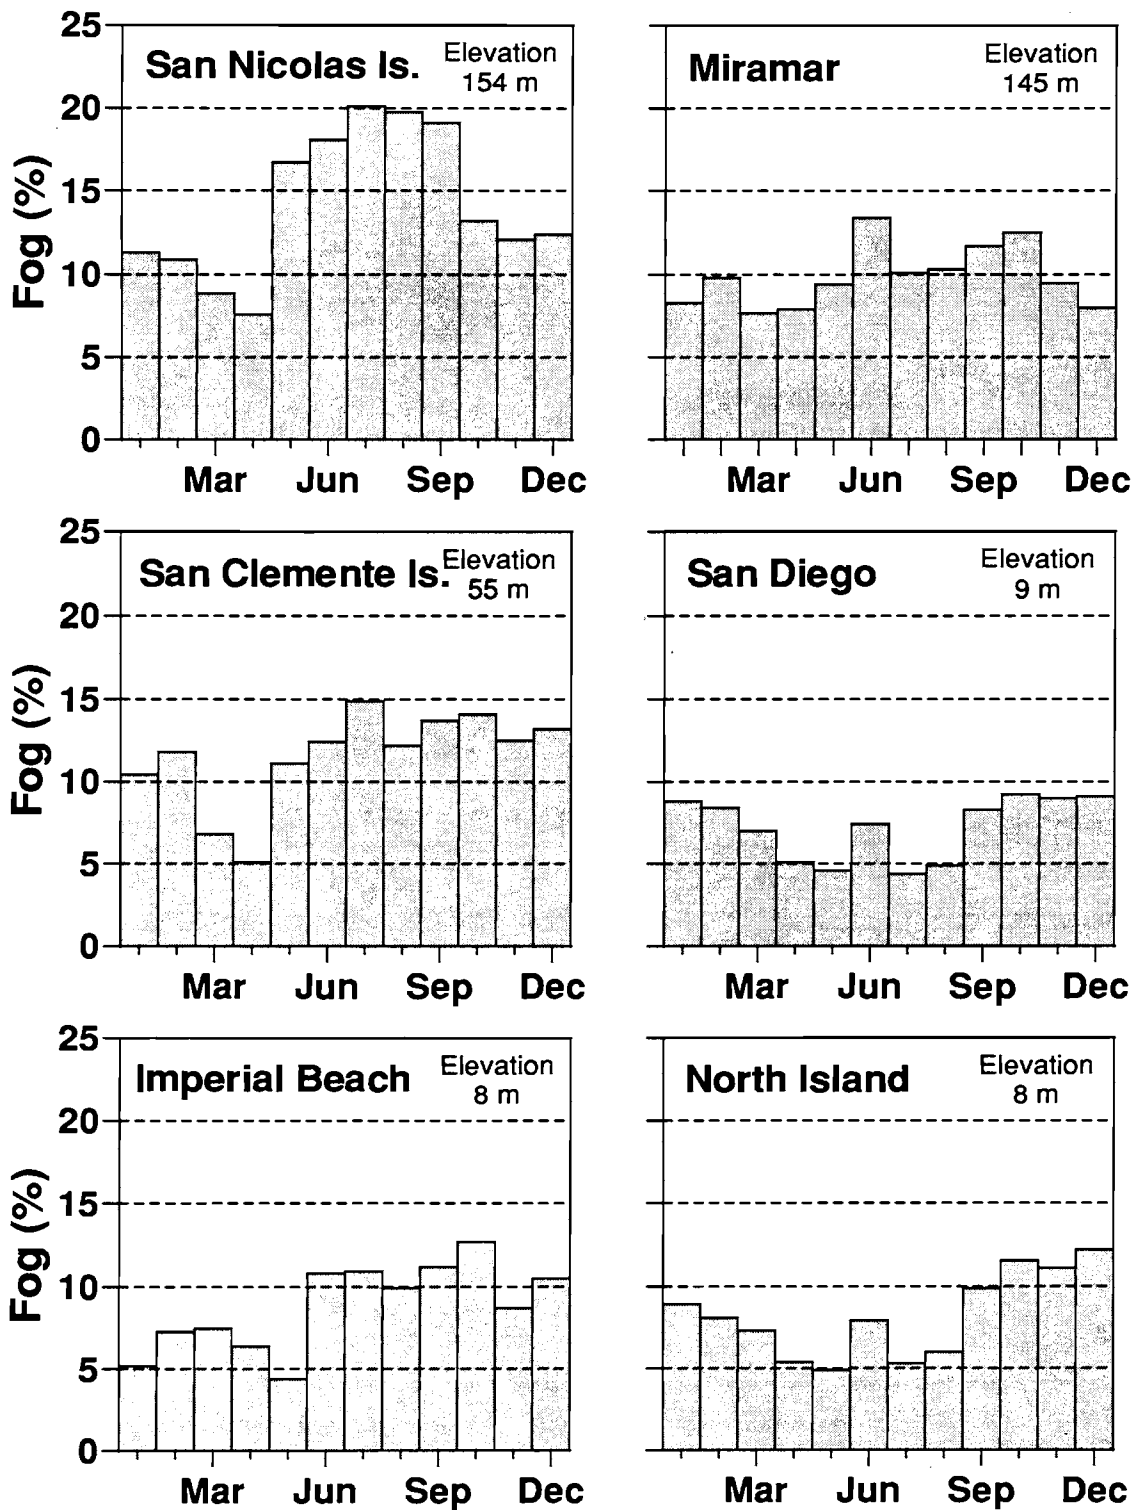 San Nicolas Is.
Elevation
154 m
Fog (%)
25
20
15
10
5
0
Mar Jun Sep Dec
Miramar
Elevation
145 m
Mar Jun Sep Dec
San Clemente Is.
Elevation
55 m
Fog (%)
25
20
15
10
5
0
Mar Jun Sep Dec
San Diego
Elevation
9 m
Mar Jun Sep Dec
Imperial Beach
Elevation
8 m
Fog (%)
25
20
15
10
5
0
Mar Jun Sep Dec
North Island
Elevation
8 m
Mar Jun Sep Dec